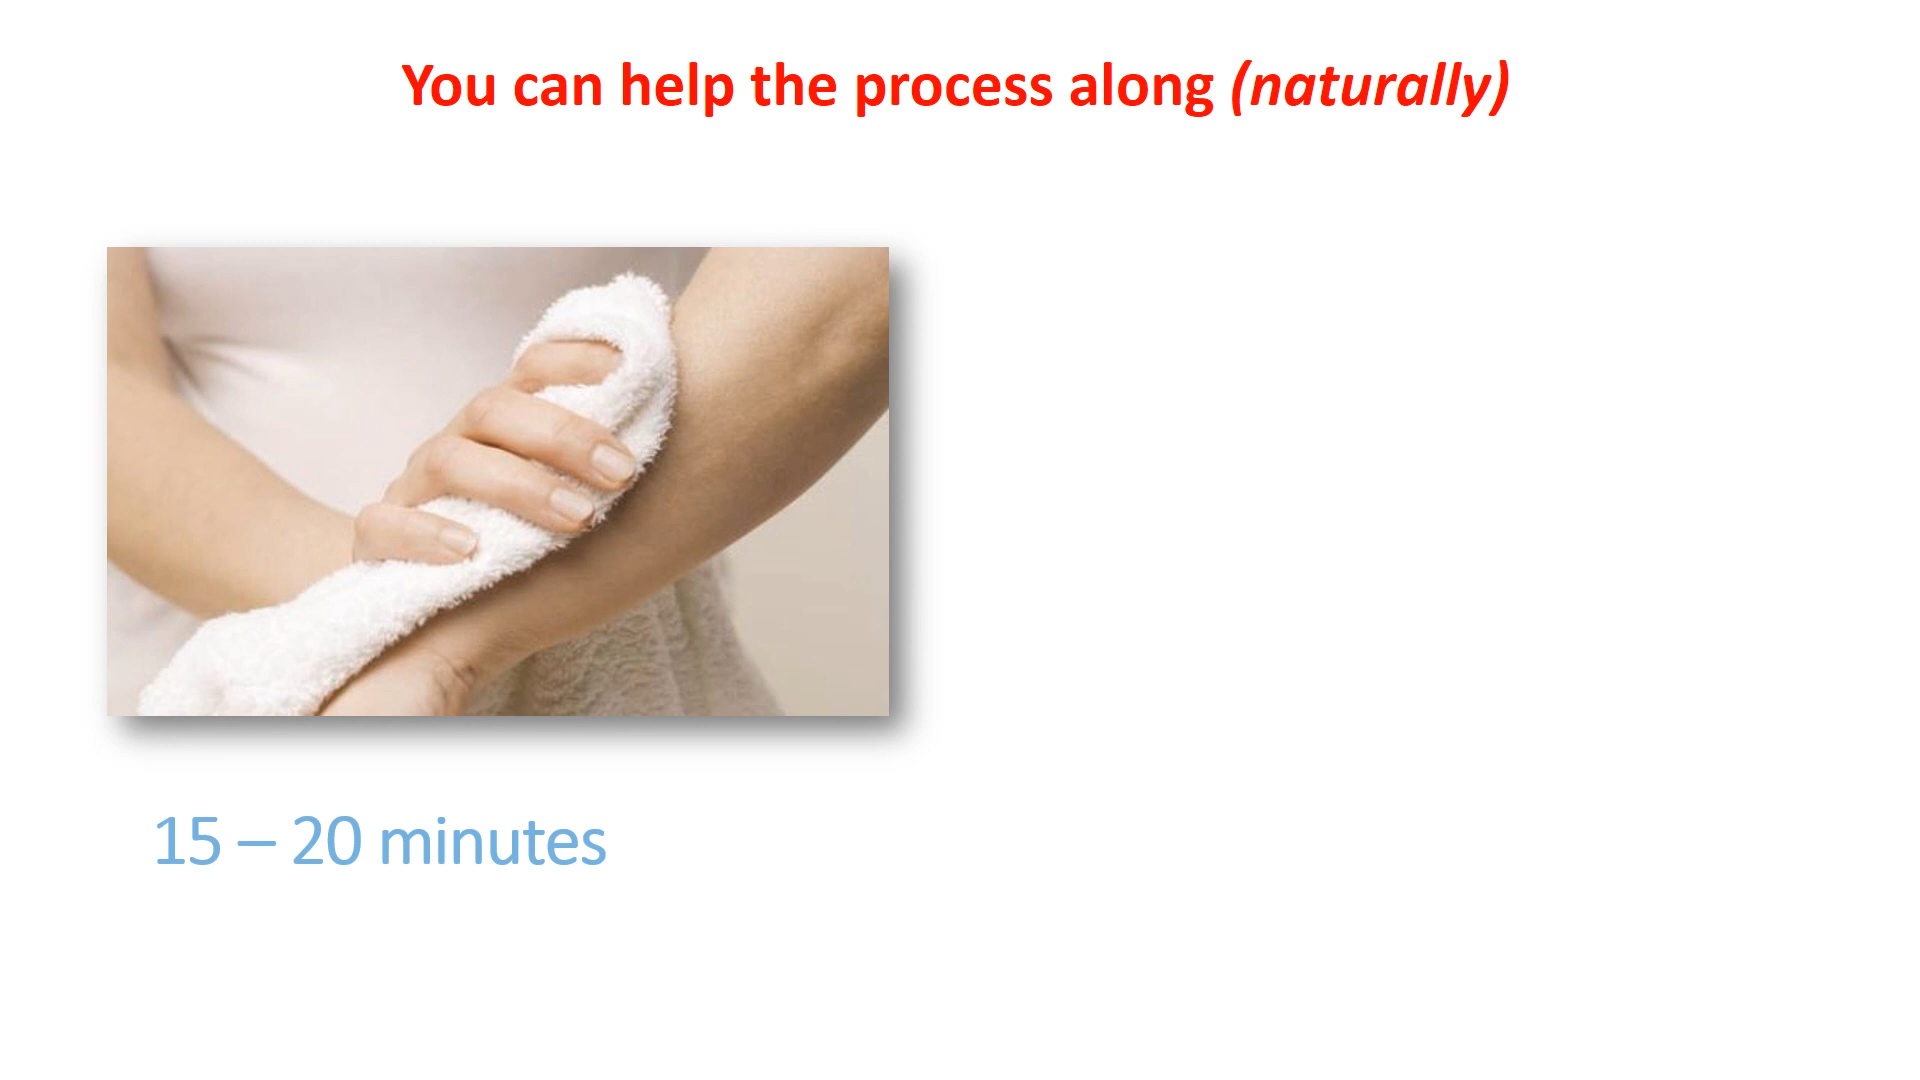 You can help the process along (naturally)
15 – 20 minutes